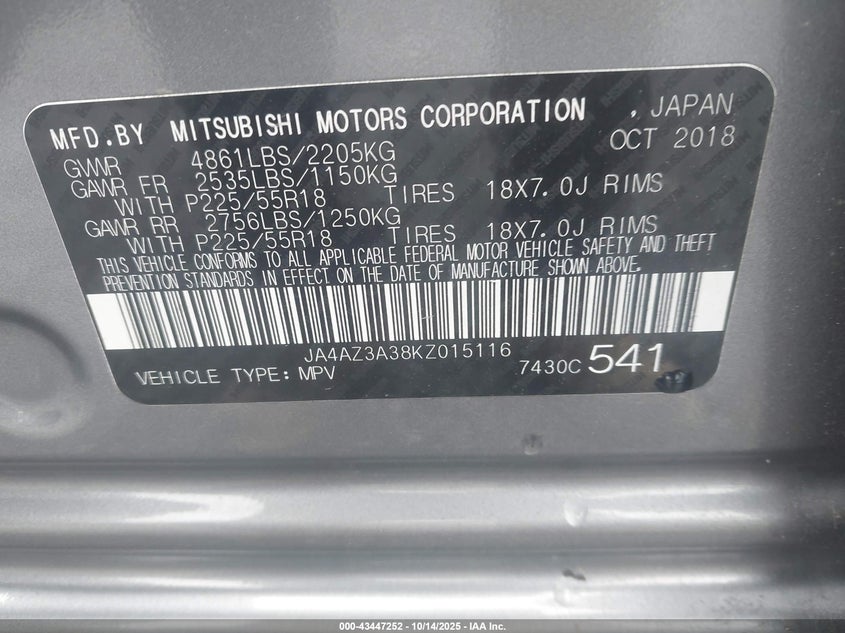 MFD.BY MITSUBISHI MOTORS CORPORATION , JAPAN
OCT 2018
GVWR 4861LBS/2205KG
GAWR FR 2535LBS/1150KG
WITH P225/55R18 TIRES 18X7.0J RIMS
GAWR RR 2756LBS/1250KG
WITH P225/55R18 TIRES 18X7.0J RIMS
THIS VEHICLE CONFORMS TO ALL APPLICABLE FEDERAL MOTOR VEHICLE SAFETY AND THEFT
PREVENTION STANDARDS IN EFFECT ON THE DATE OF MANUFACTURE SHOWN ABOVE.
JA4AZ3A38KZ015116
VEHICLE TYPE: MPV 7430C 541
000-43447252 | 10/14/2025 - IAA Inc.